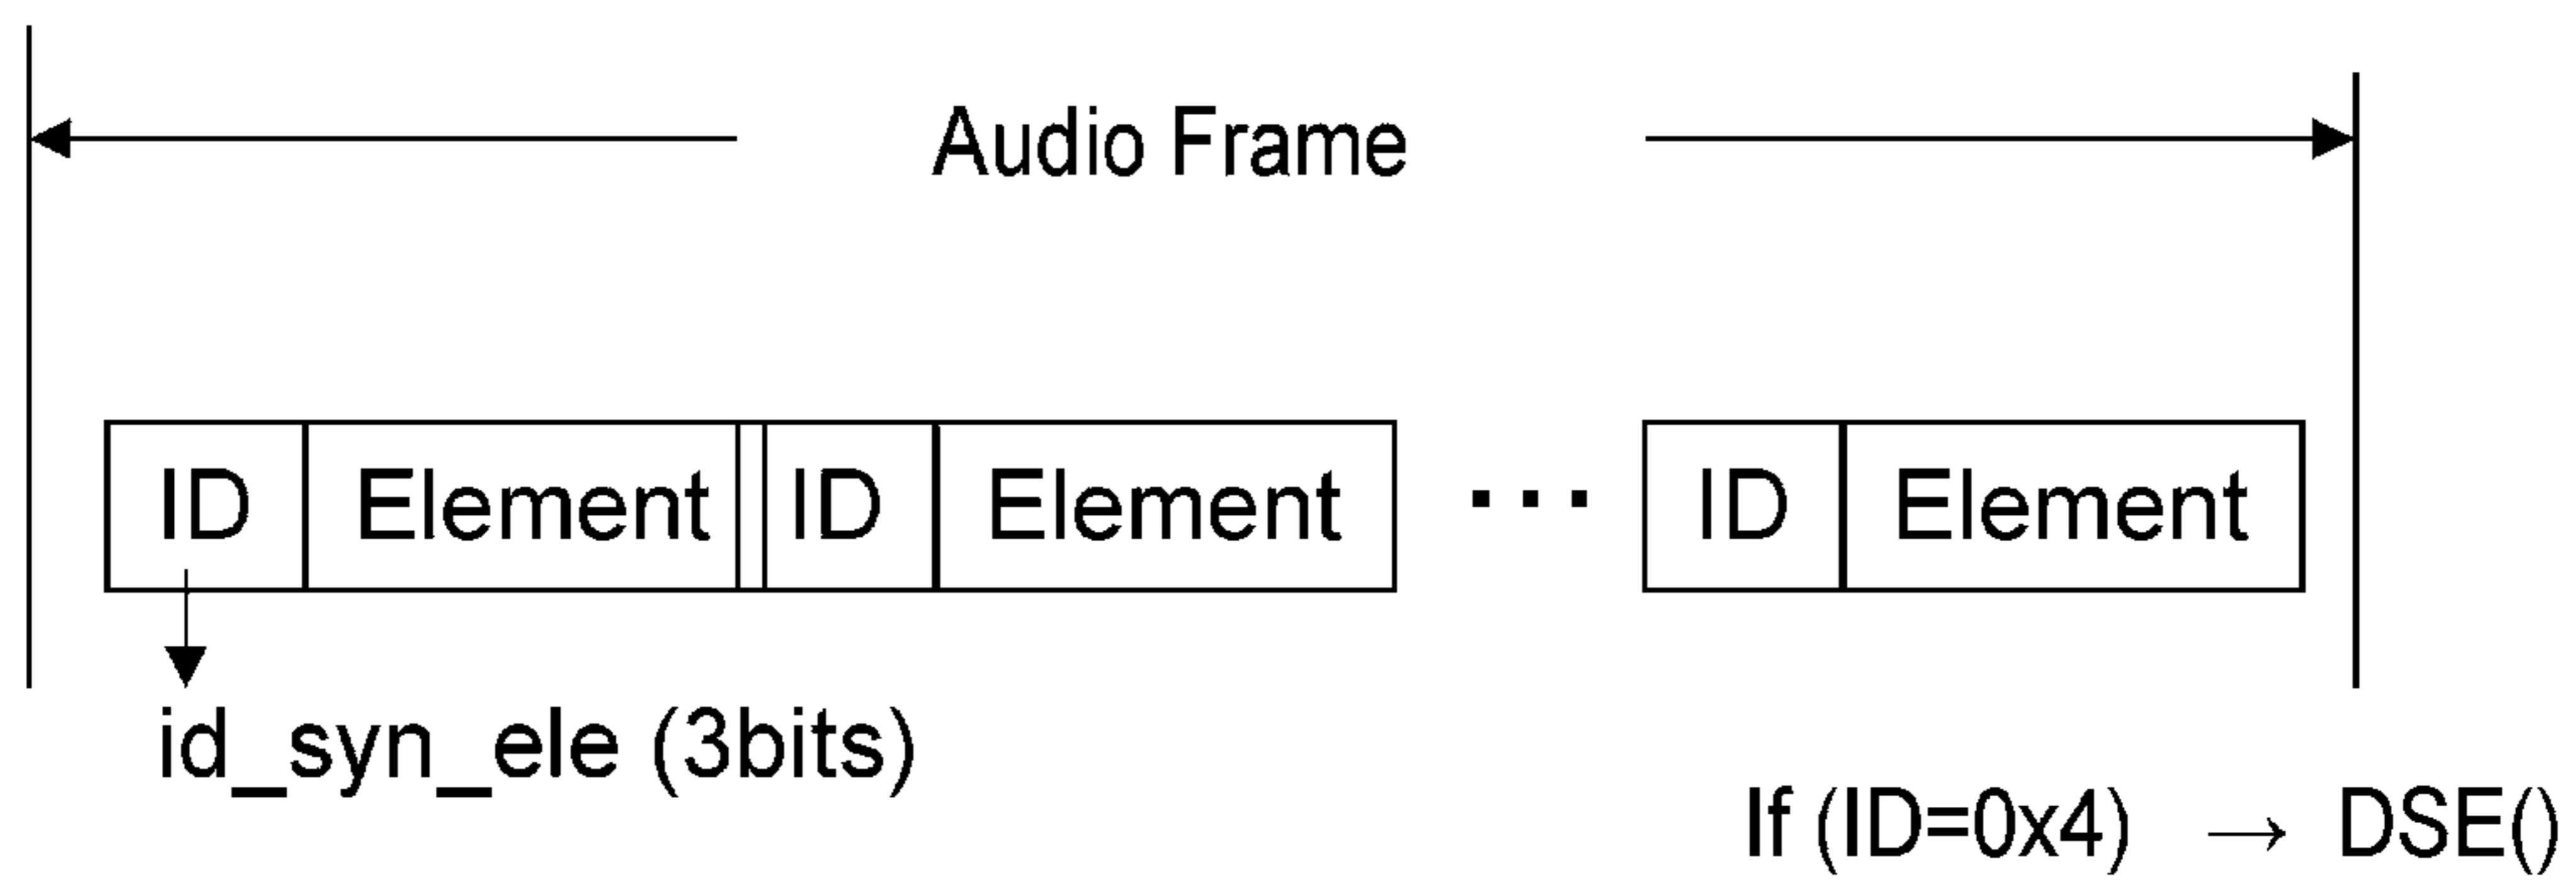 Audio Frame
ID Element ID Element ··· ID Element
id_syn_ele (3bits)
If (ID=0x4) → DSE()